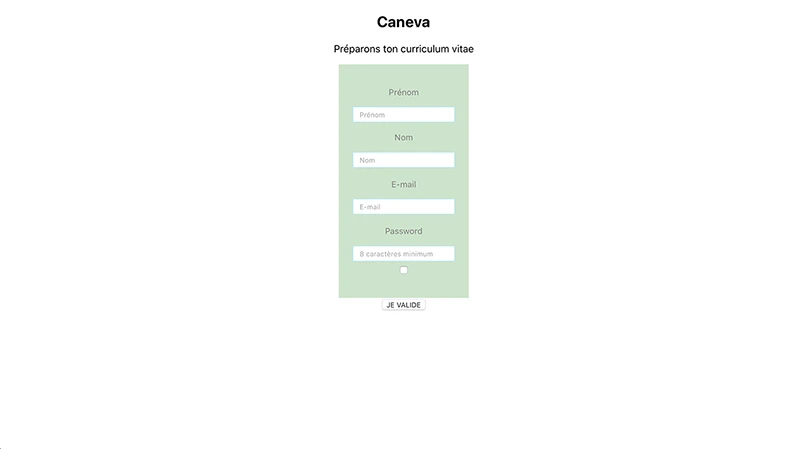 Caneva
Préparons ton curriculum vitae
Prénom
Prénom
Nom
Nom
E-mail
E-mail
Password
8 caractères minimum
JE VALIDE